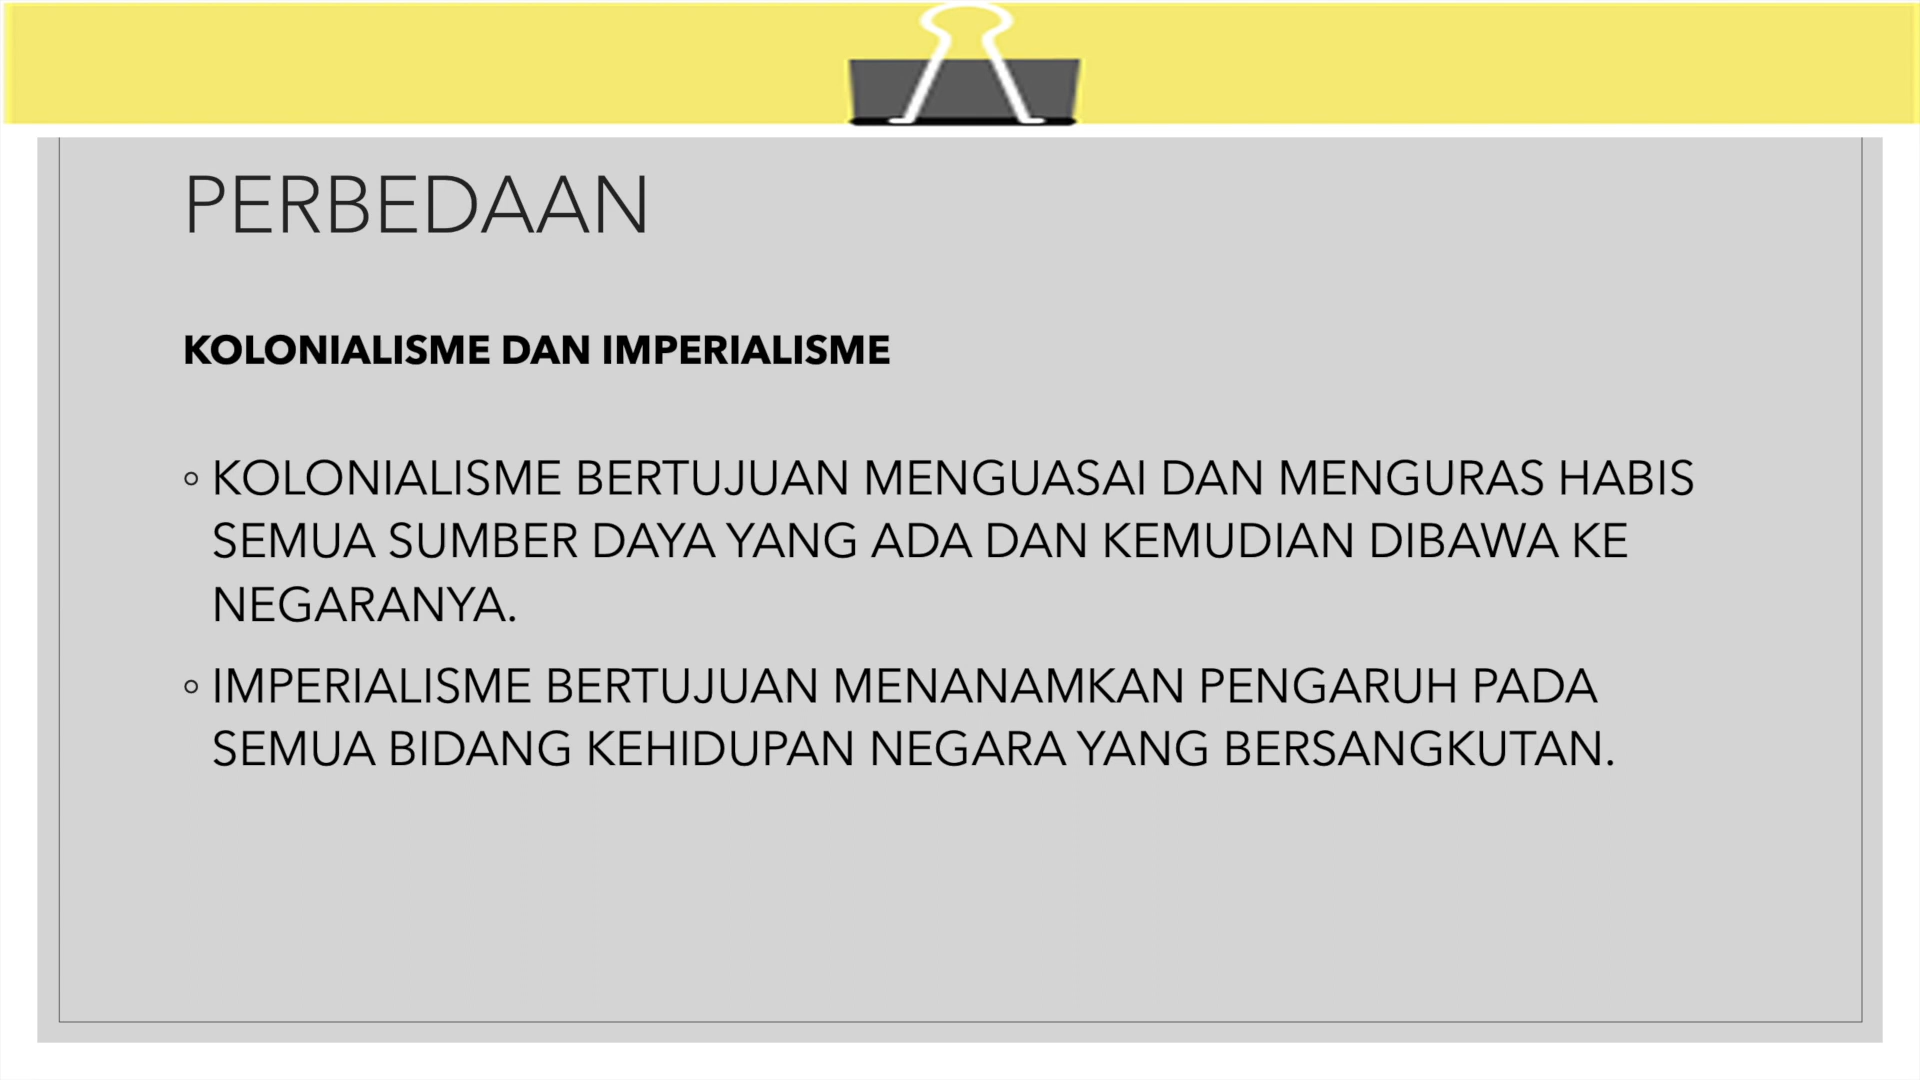 PERBEDAAN
KOLONIALISME DAN IMPERIALISME
◦ KOLONIALISME BERTUJUAN MENGUASAI DAN MENGURAS HABIS
SEMUA SUMBER DAYA YANG ADA DAN KEMUDIAN DIBAWA KE
NEGARANYA.
◦ IMPERIALISME BERTUJUAN MENANAMKAN PENGARUH PADA
SEMUA BIDANG KEHIDUPAN NEGARA YANG BERSANGKUTAN.